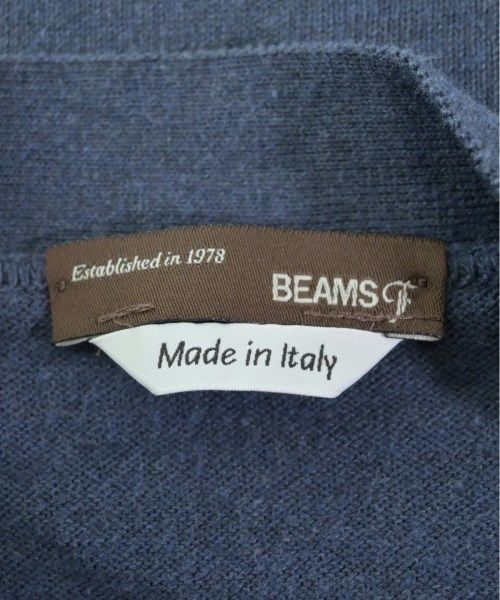 Established in 1978
BEAMS F
Made in Italy